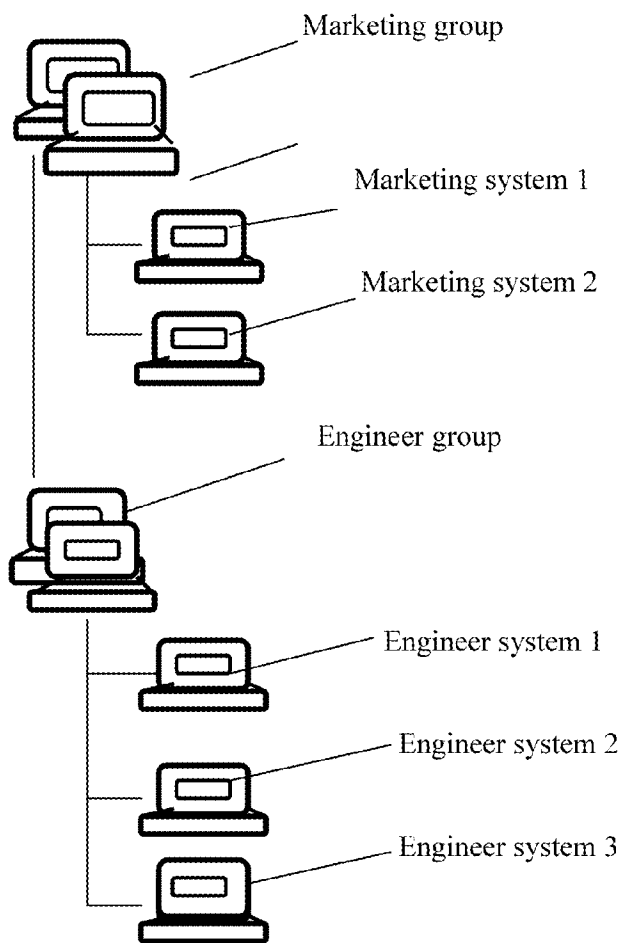 Marketing group
Marketing system 1
Marketing system 2
Engineer group
Engineer system 1
Engineer system 2
Engineer system 3